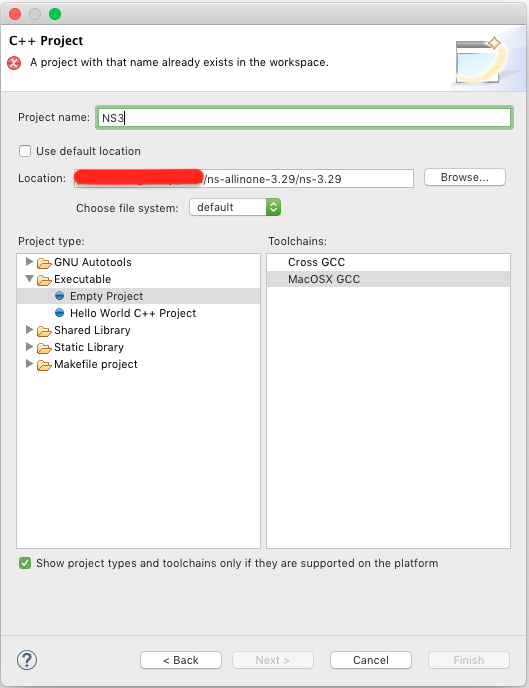 C++ Project
A project with that name already exists in the workspace.
Project name: NS3
Use default location
Location: /ns-allinone-3.29/ns-3.29 Browse...
Choose file system: default
Project type: Toolchains:
GNU Autotools Cross GCC
Executable MacOSX GCC
Empty Project
Hello World C++ Project
Shared Library
Static Library
Makefile project
Show project types and toolchains only if they are supported on the platform
? < Back Next > Cancel Finish